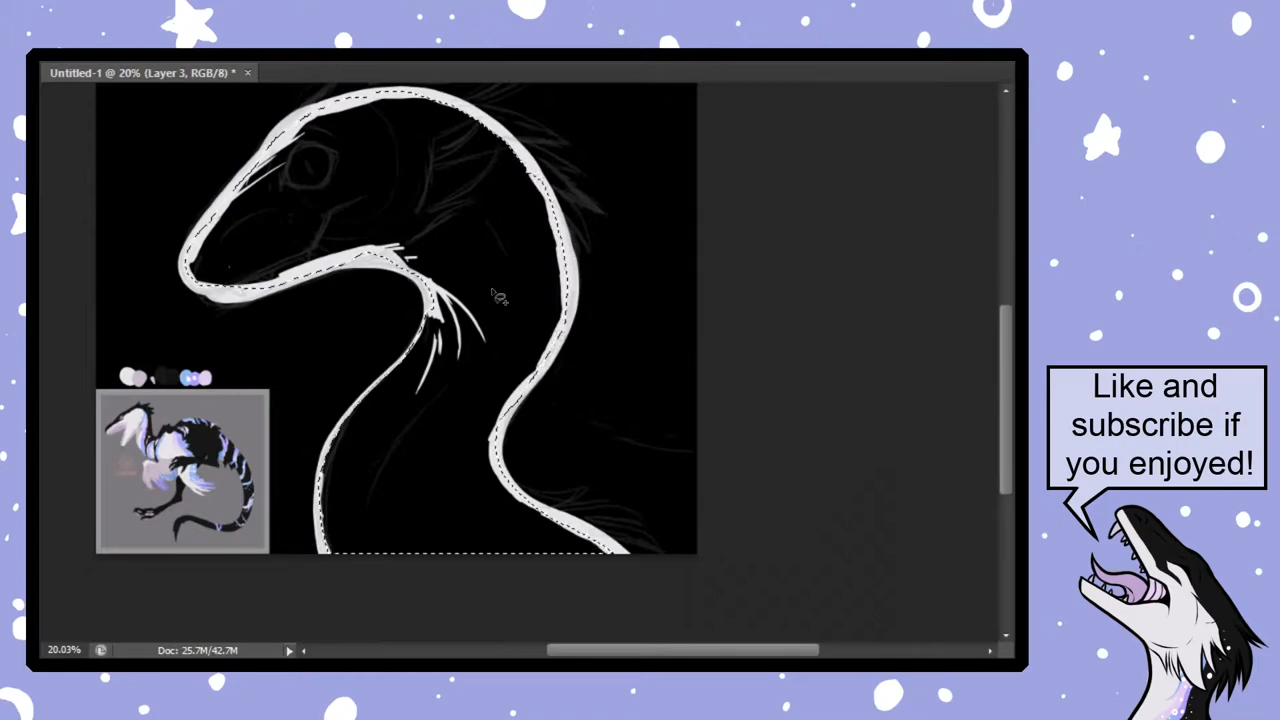 Untitled-1 @ 20% (Layer 3, RGB/8) *
Like and
subscribe if
you enjoyed!
20.03%
Doc: 25.7M/42.7M